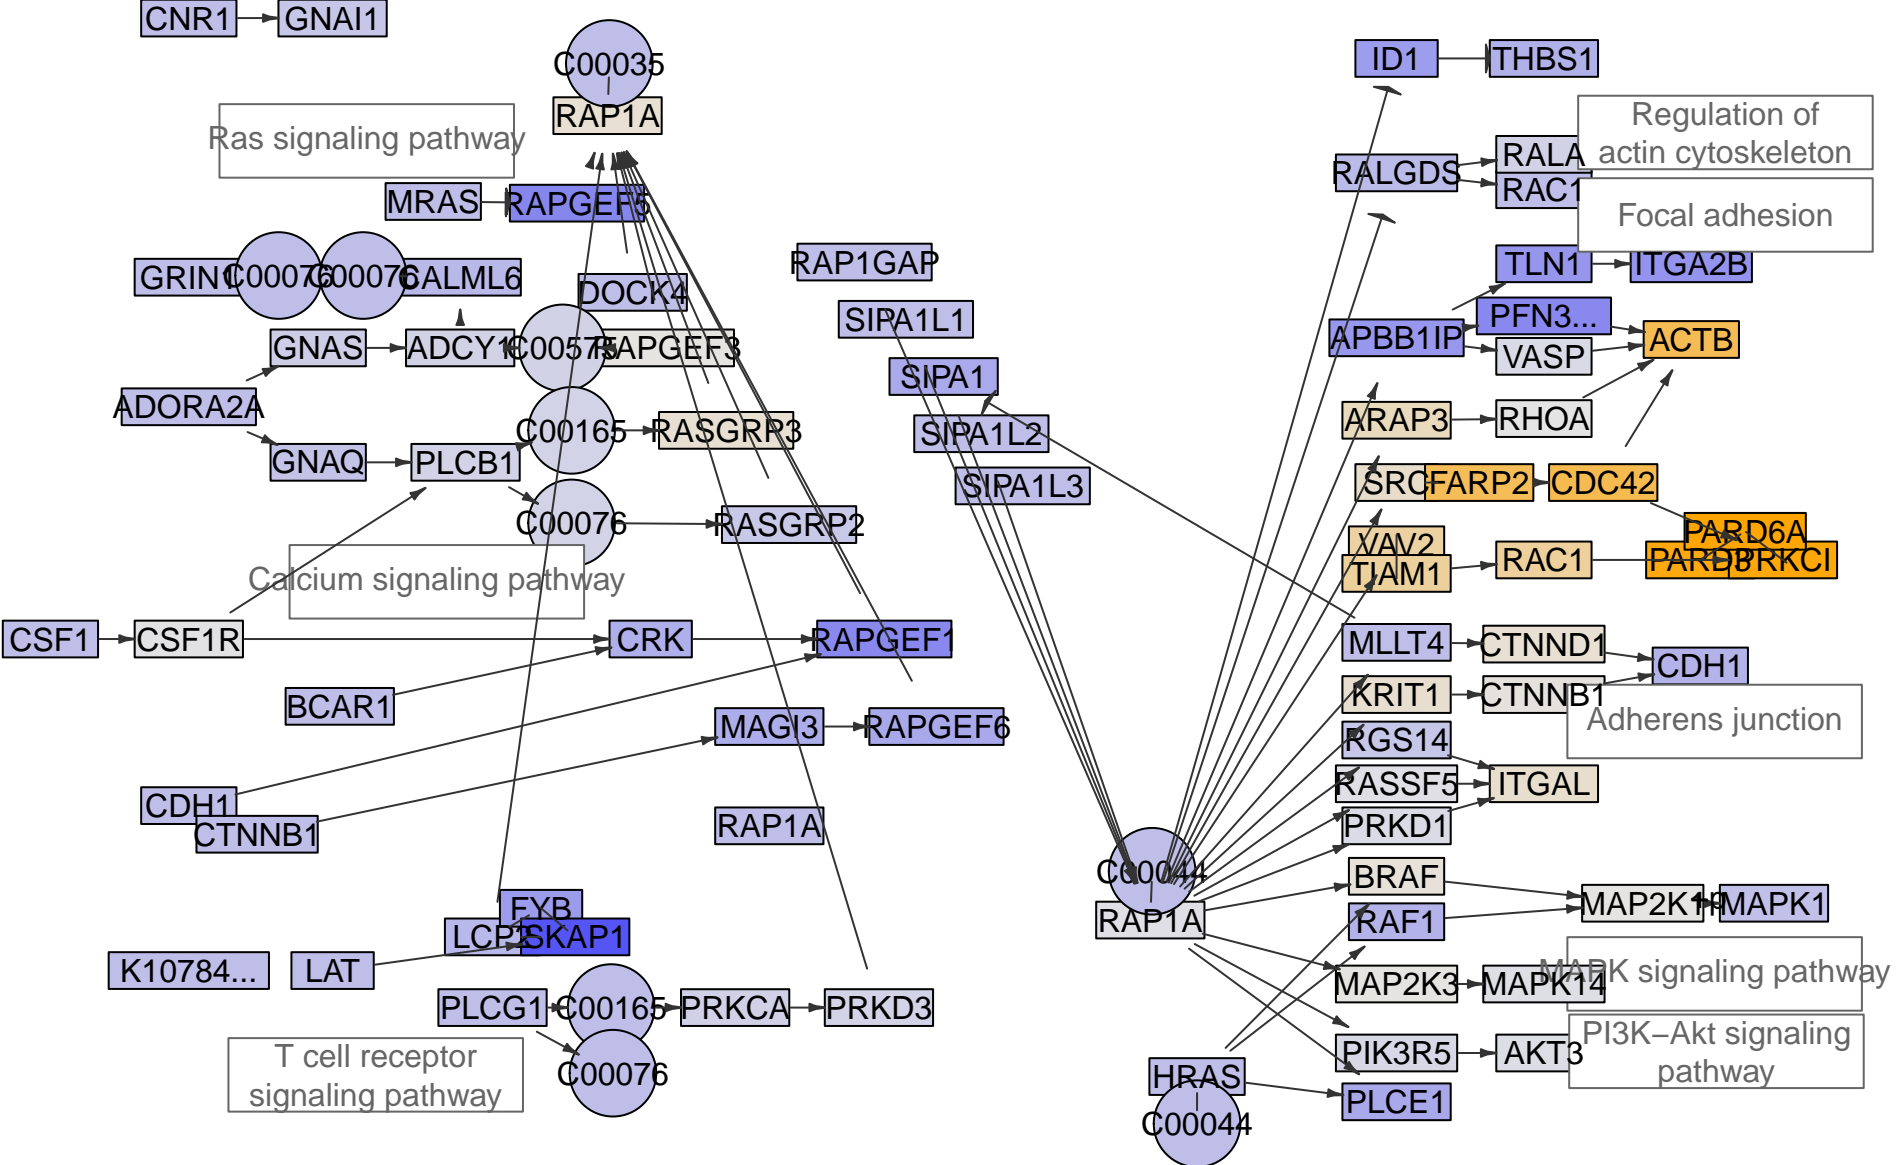 CNR1
GNAI1
C00035
RAP1A
Ras signaling pathway
MRAS
RAPGEF5
GRIN1
C00076
C00076
CALML6
DOCK4
GNAS
ADCY1
C00575
RAPGEF3
ADORA2A
GNAQ
PLCB1
C00165
RASGRP3
C00076
RASGRP2
Calcium signaling pathway
CSF1
CSF1R
CRK
RAPGEF1
BCAR1
MAGI3
RAPGEF6
CDH1
CTNNB1
RAP1A
FYB
LCP2
SKAP1
K10784...
LAT
PLCG1
C00165
PRKCA
PRKD3
C00076
T cell receptor
signaling pathway
RAP1GAP
SIPA1L1
SIPA1
SIPA1L2
SIPA1L3
C00044
RAP1A
HRAS
C00044
ID1
THBS1
Regulation of
actin cytoskeleton
RALGDS
RALA
RAC1
Focal adhesion
TLN1
ITGA2B
APBB1IP
PFN3...
VASP
ACTB
ARAP3
RHOA
SRC
FARP2
CDC42
VAV2
TIAM1
RAC1
PARD6A
PARD3
PRKCI
MLLT4
CTNND1
CDH1
KRIT1
CTNNB1
Adherens junction
RGS14
RASSF5
ITGAL
PRKD1
BRAF
RAF1
MAP2K1
+p
MAPK1
MAP2K3
MAPK14
MAPK signaling pathway
PIK3R5
AKT3
PI3K−Akt signaling
pathway
PLCE1